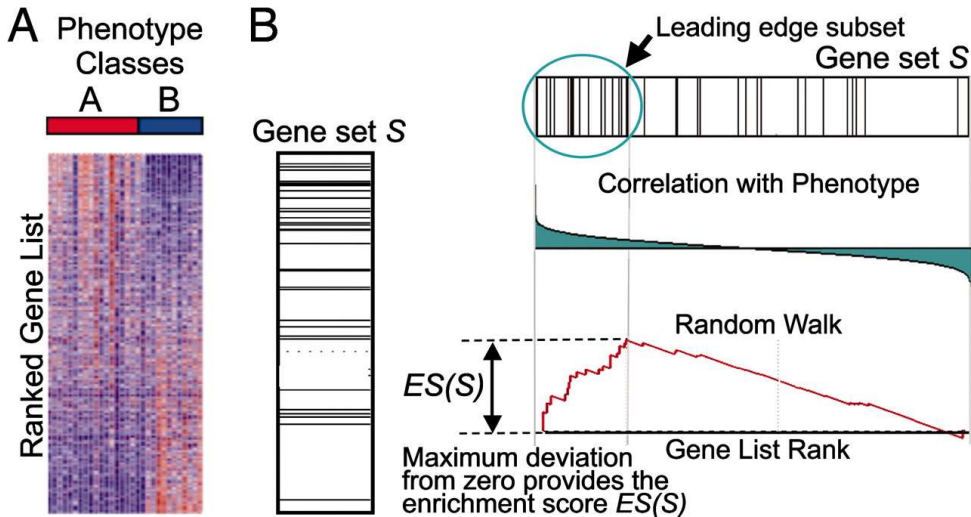 A
Phenotype
Classes
A B
Ranked Gene List
B
Gene set S
Leading edge subset
Gene set S
Correlation with Phenotype
Random Walk
ES(S)
Gene List Rank
Maximum deviation
from zero provides the
enrichment score ES(S)